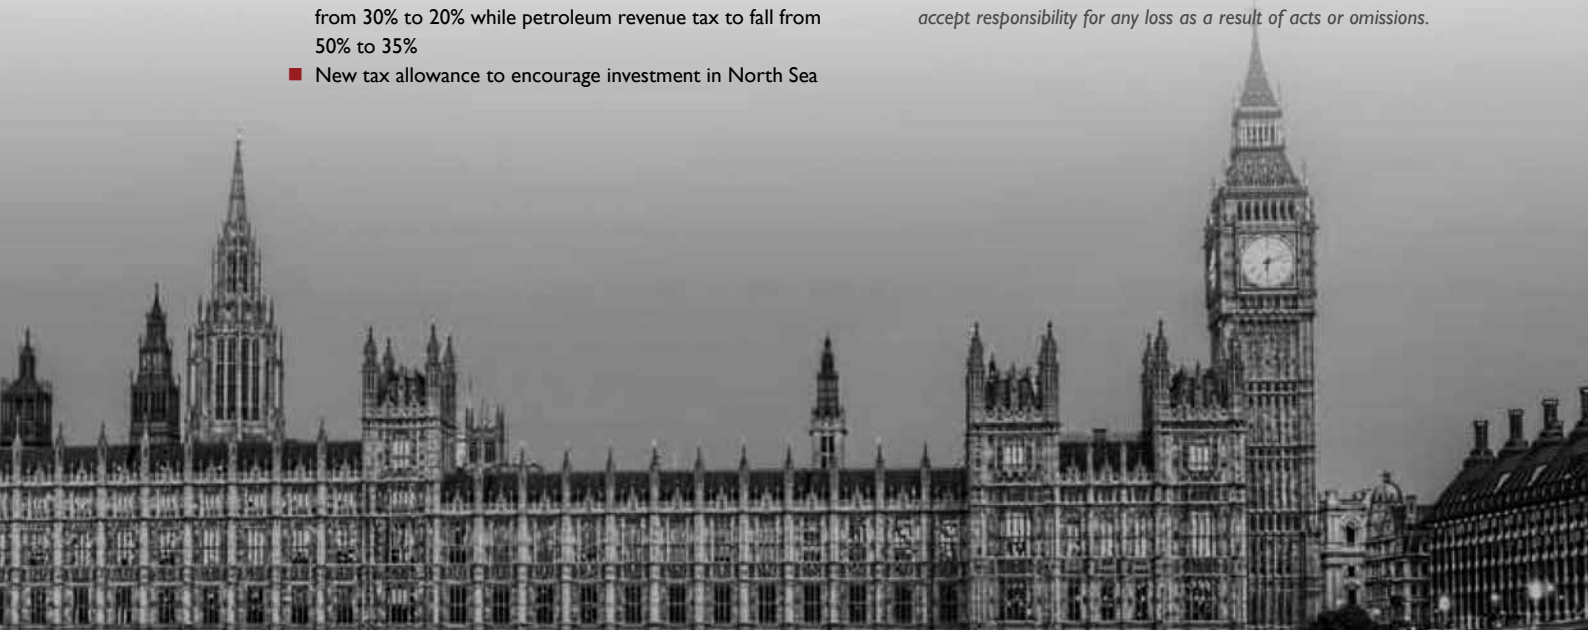 from 30% to 20% while petroleum revenue tax to fall from
50% to 35%
New tax allowance to encourage investment in North Sea
accept responsibility for any loss as a result of acts or omissions.